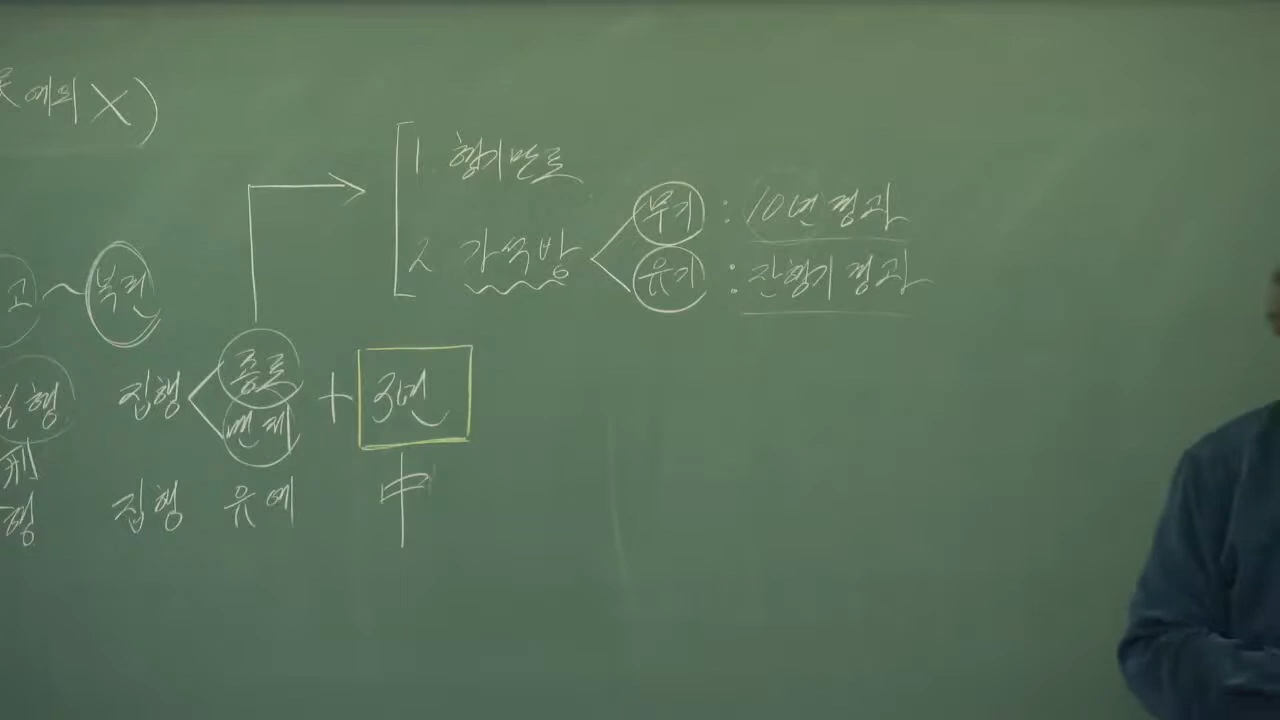 예외 X)
1. 형기만료
2 가석방
무기 : 10년 경과
유기 : 잔형기 경과
고 ~ 복권
집행 종료 + 3년
면제
형 집행 유예 中